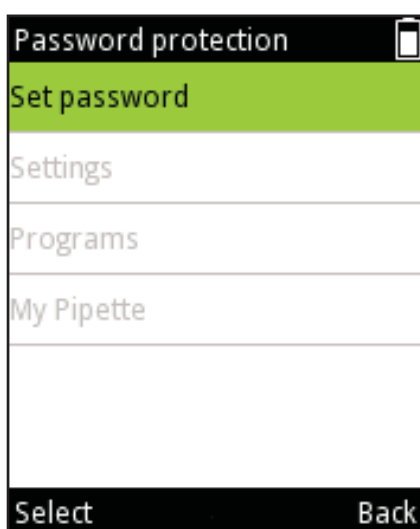 Password protection
Set password
Settings
Programs
My Pipette
Select Back